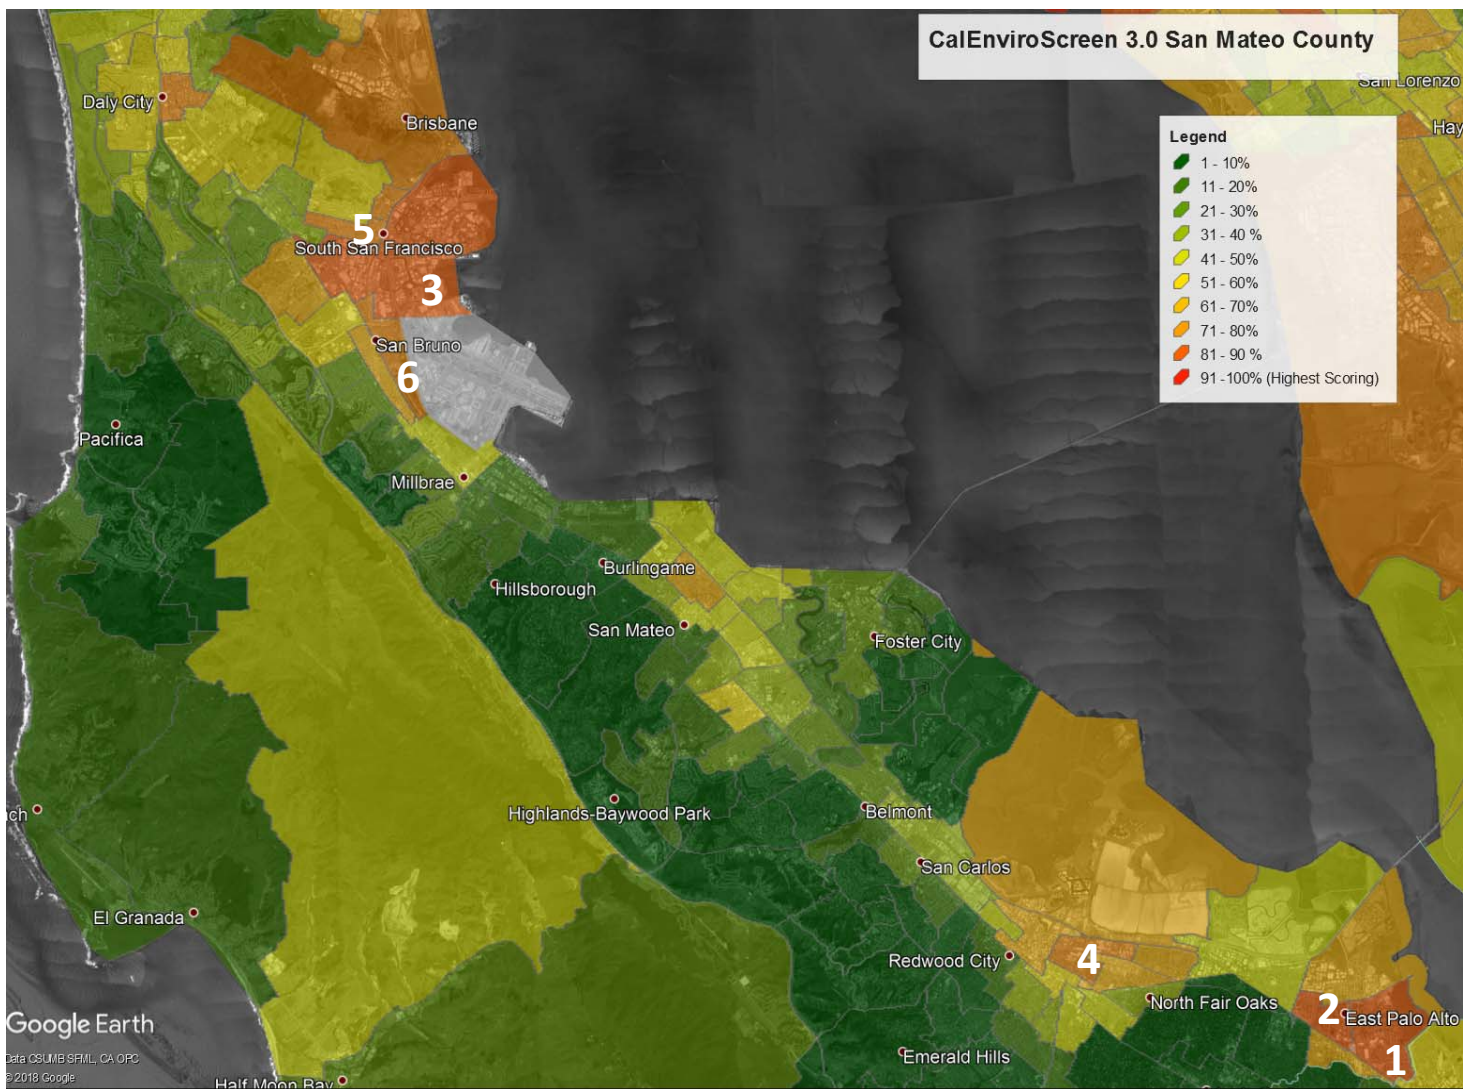 CalEnviroScreen 3.0 San Mateo County
San Lorenzo
Hay
Daly City
Brisbane
Legend
1 - 10%
11 - 20%
21 - 30%
31 - 40 %
41 - 50%
51 - 60%
61 - 70%
71 - 80%
81 - 90 %
91 -100% (Highest Scoring)
5
South San Francisco
3
San Bruno
6
Pacifica
Millbrae
Burlingame
Hillsborough
San Mateo
Foster City
Highlands-Baywood Park
Belmont
ch
San Carlos
El Granada
Redwood City
4
North Fair Oaks
2
East Palo Alto
1
Google Earth
Data CSUMB SFML, CA OPC
© 2018 Google
Emerald Hills
Half Moon Bay